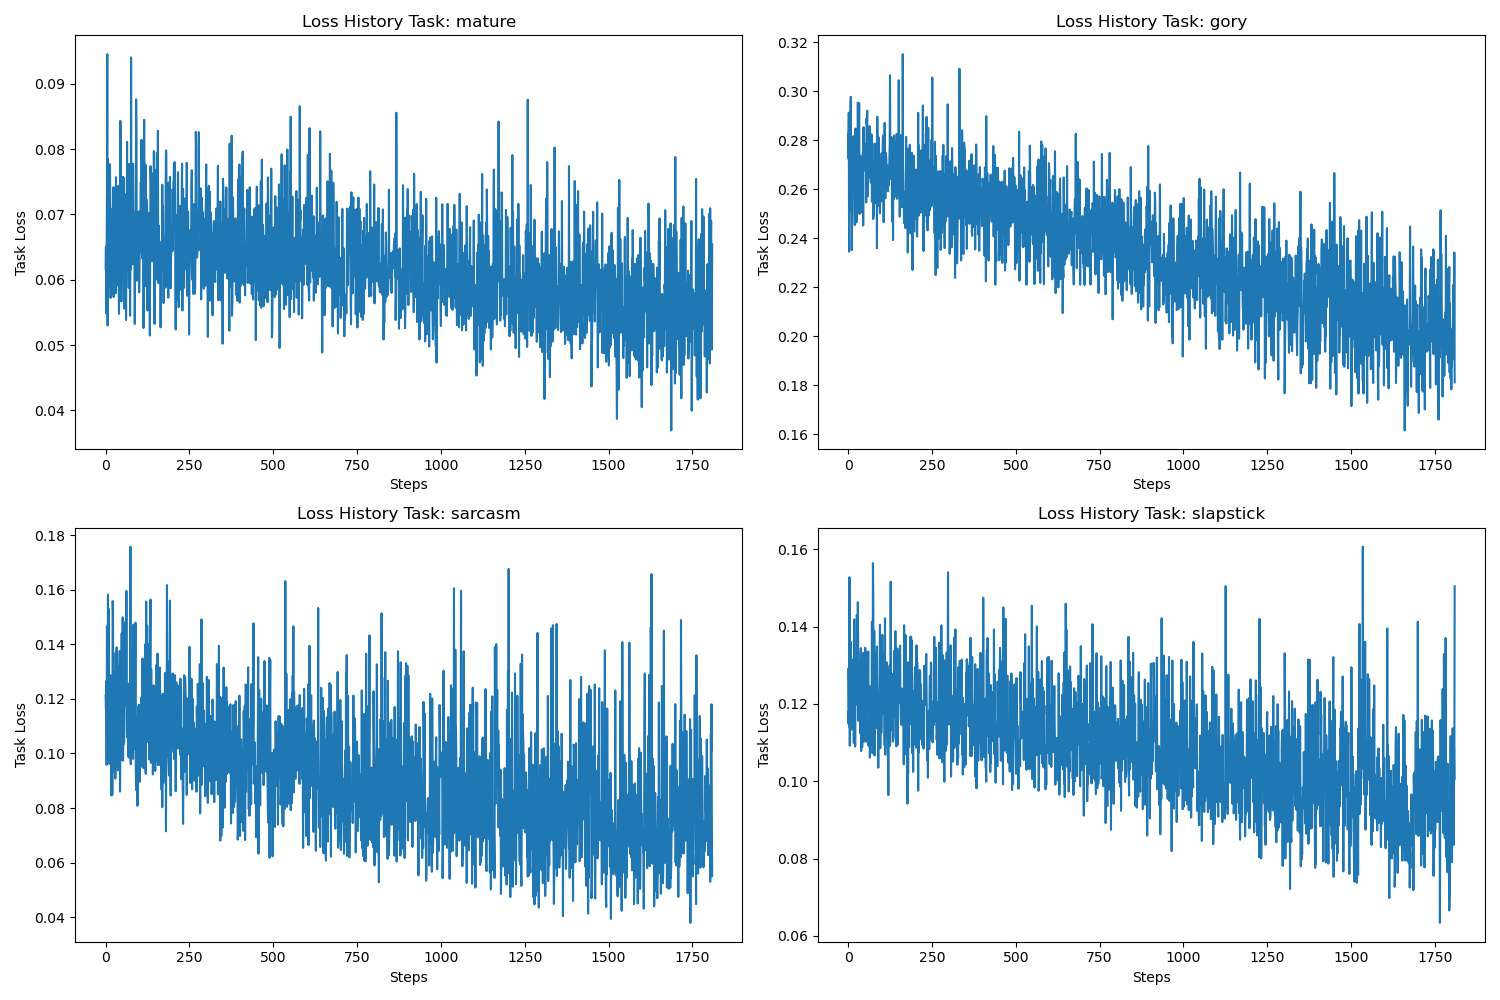 Loss History Task: mature
Task Loss
0.09
0.08
0.07
0.06
0.05
0.04
0 250 500 750 1000 1250 1500 1750
Steps
Loss History Task: gory
Task Loss
0.32
0.30
0.28
0.26
0.24
0.22
0.20
0.18
0.16
0 250 500 750 1000 1250 1500 1750
Steps
Loss History Task: sarcasm
Task Loss
0.18
0.16
0.14
0.12
0.10
0.08
0.06
0.04
0 250 500 750 1000 1250 1500 1750
Steps
Loss History Task: slapstick
Task Loss
0.16
0.14
0.12
0.10
0.08
0.06
0 250 500 750 1000 1250 1500 1750
Steps